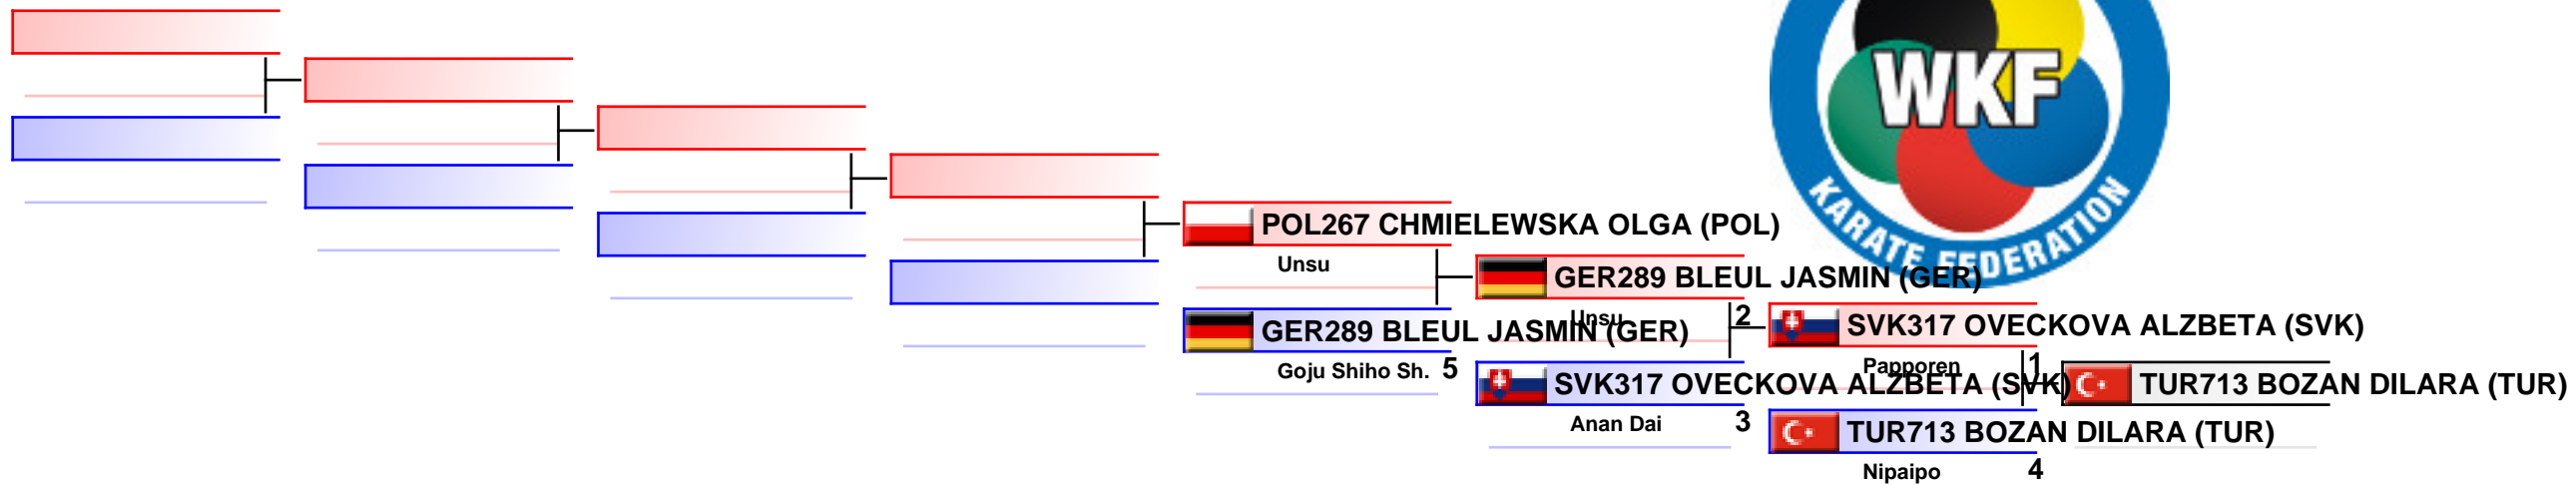 WKF
KARATE FEDERATION
POL267 CHMIELEWSKA OLGA (POL)
Unsu
GER289 BLEUL JASMIN (GER)
Goju Shiho Sh. 5
GER289 BLEUL JASMIN (GER)
Unsu 2
SVK317 OVECKOVA ALZBETA (SVK)
Anan Dai 3
SVK317 OVECKOVA ALZBETA (SVK)
Papporen 1
TUR713 BOZAN DILARA (TUR)
Nipaipo 4
TUR713 BOZAN DILARA (TUR)